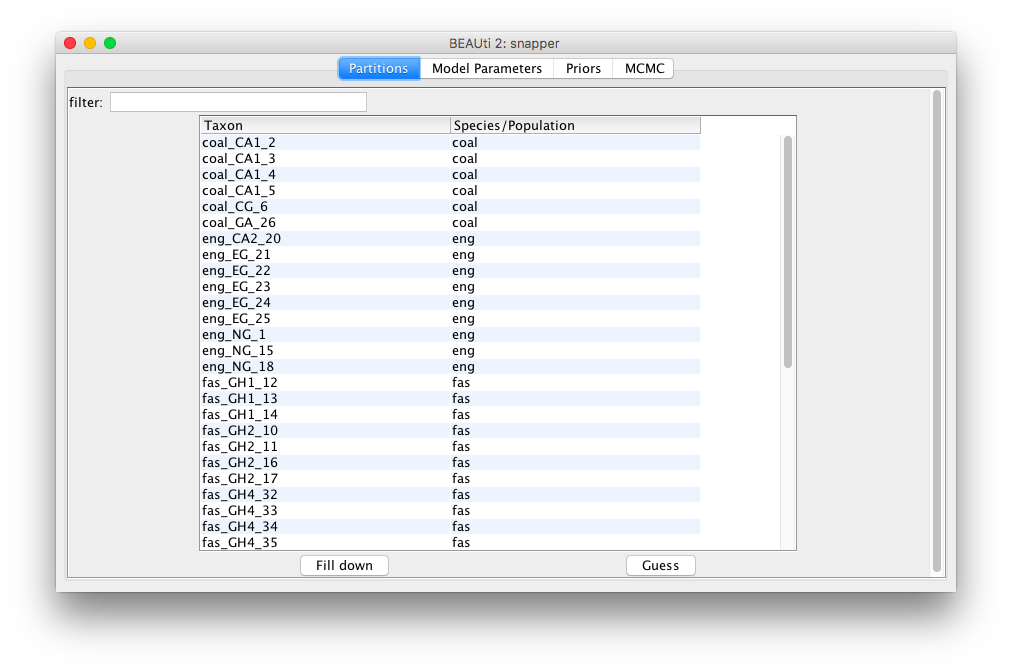 BEAUti 2: snapper
Partitions Model Parameters Priors MCMC
filter:
Taxon Species/Population
coal_CA1_2 coal
coal_CA1_3 coal
coal_CA1_4 coal
coal_CA1_5 coal
coal_CG_6 coal
coal_GA_26 coal
eng_CA2_20 eng
eng_EG_21 eng
eng_EG_22 eng
eng_EG_23 eng
eng_EG_24 eng
eng_EG_25 eng
eng_NG_1 eng
eng_NG_15 eng
eng_NG_18 eng
fas_GH1_12 fas
fas_GH1_13 fas
fas_GH1_14 fas
fas_GH2_10 fas
fas_GH2_11 fas
fas_GH2_16 fas
fas_GH2_17 fas
fas_GH4_32 fas
fas_GH4_33 fas
fas_GH4_34 fas
fas_GH4_35 fas
Fill down Guess